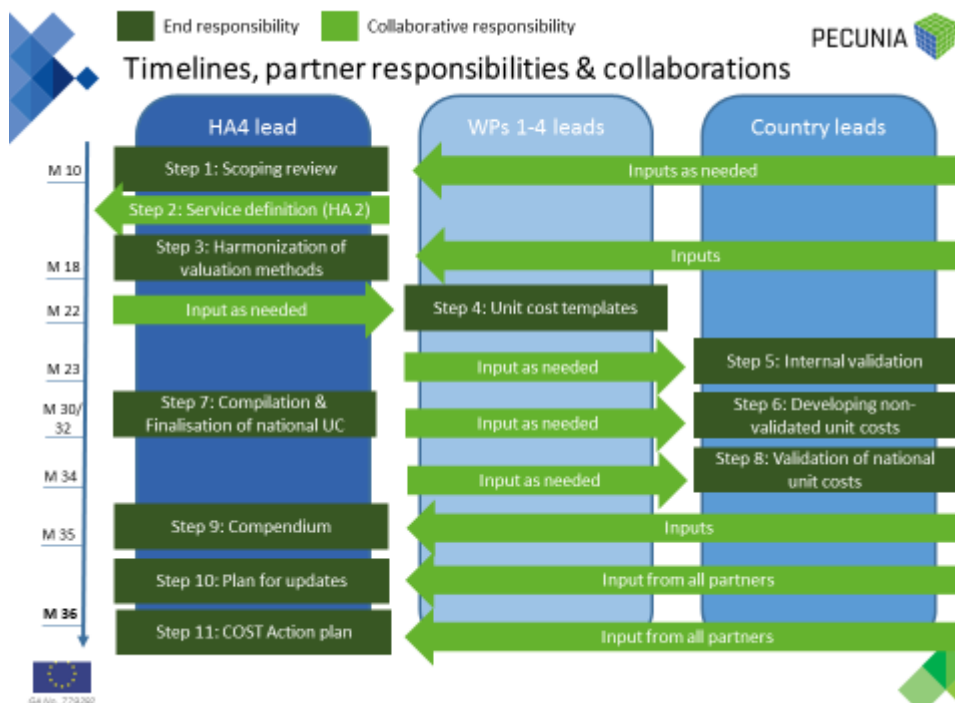 End responsibility
Collaborative responsibility
PECUNIA
Timelines, partner responsibilities & collaborations
HA4 lead
WPs 1-4 leads
Country leads
M 10
Step 1: Scoping review
Inputs as needed
Step 2: Service definition (HA 2)
M 18
Step 3: Harmonization of
valuation methods
Inputs
M 22
Input as needed
Step 4: Unit cost templates
M 23
Input as needed
Step 5: Internal validation
M 30/
32
Step 7: Compilation &
Finalisation of national UC
Input as needed
Step 6: Developing non-
validated unit costs
M 34
Input as needed
Step 8: Validation of national
unit costs
M 35
Step 9: Compendium
Inputs
Step 10: Plan for updates
Input from all partners
M 36
Step 11: COST Action plan
Input from all partners